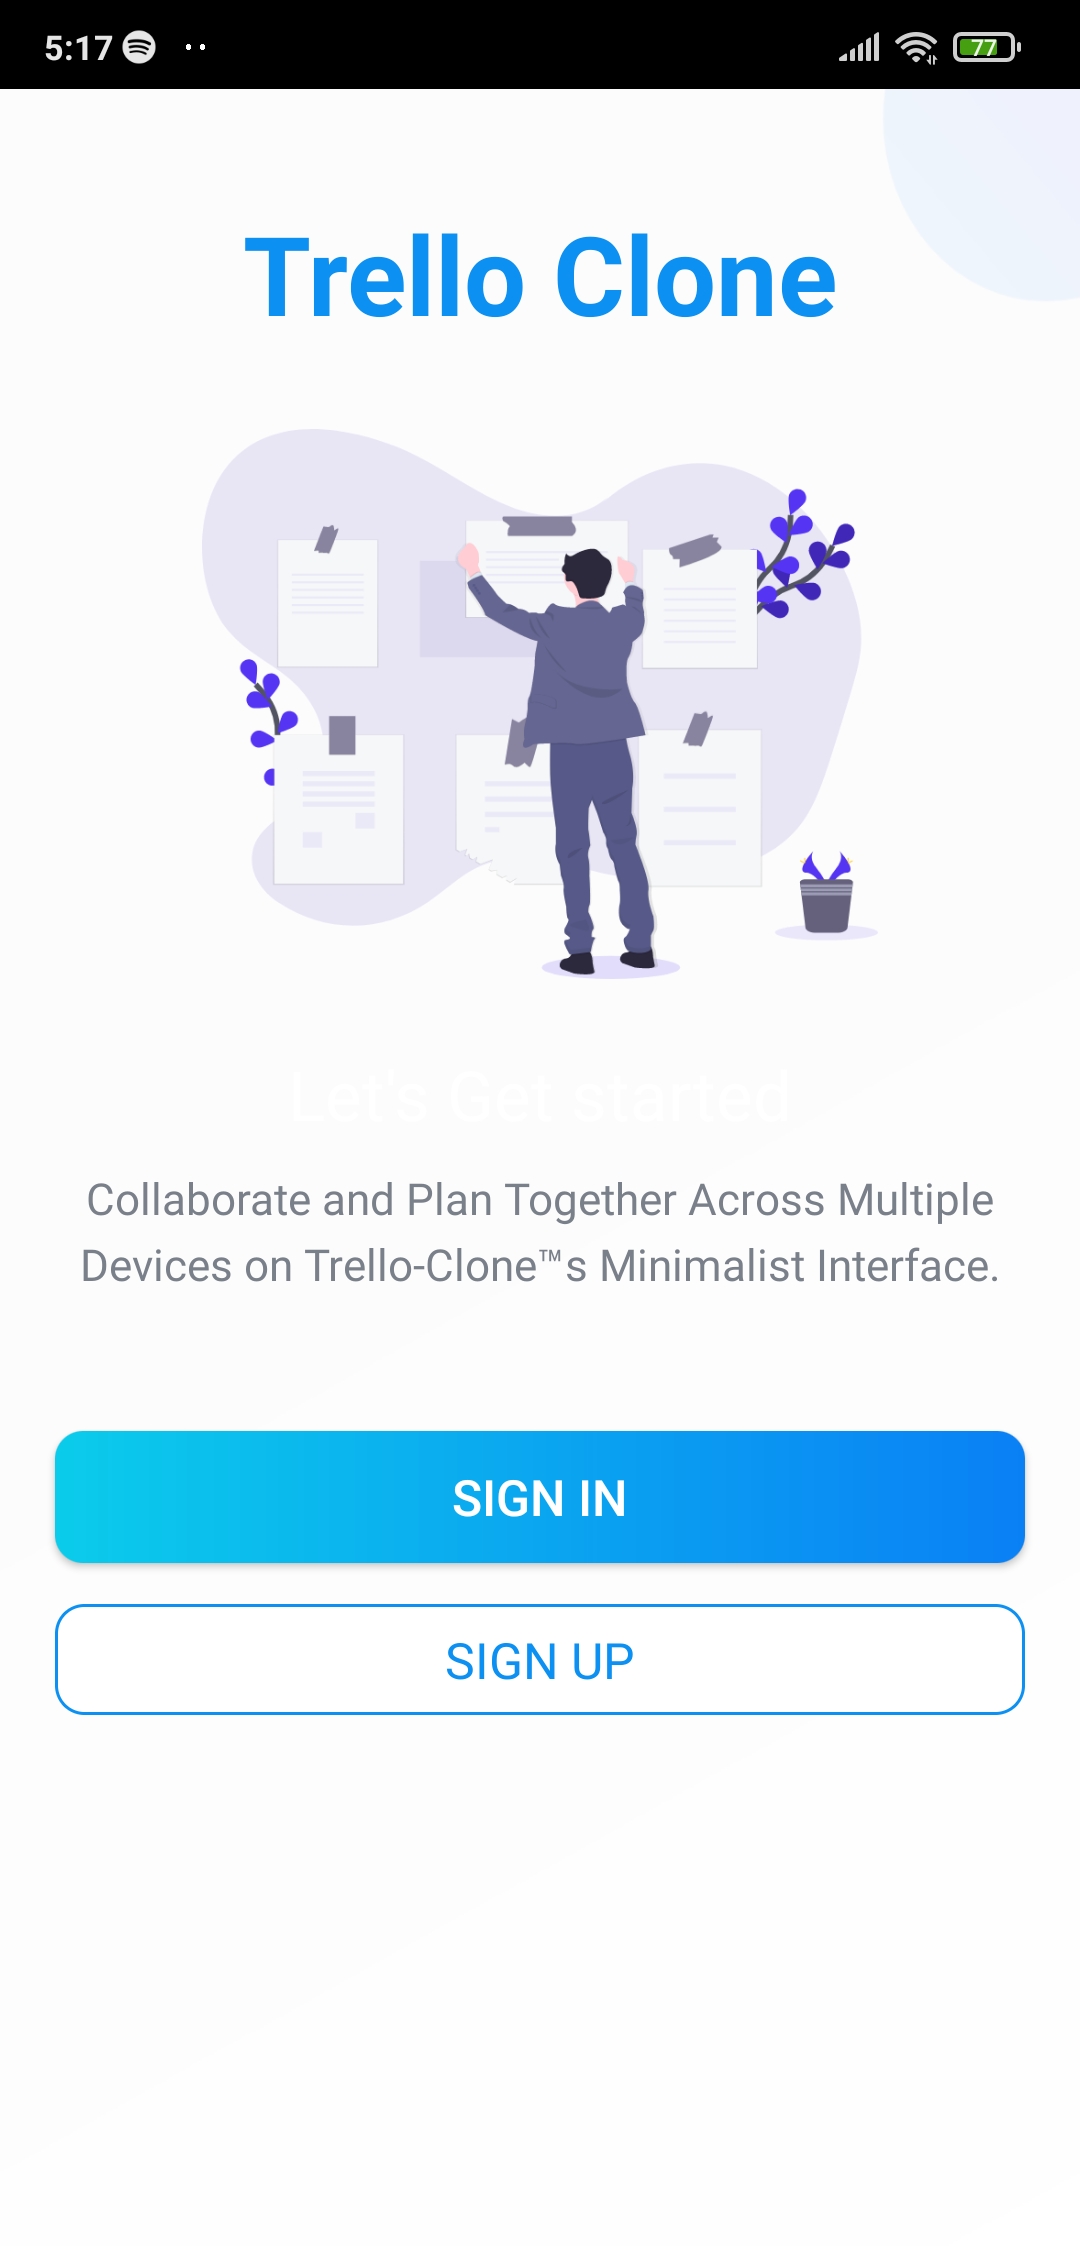 5:17
77
Trello Clone
Let's Get started
Collaborate and Plan Together Across Multiple
Devices on Trello-Clone™s Minimalist Interface.
SIGN IN
SIGN UP